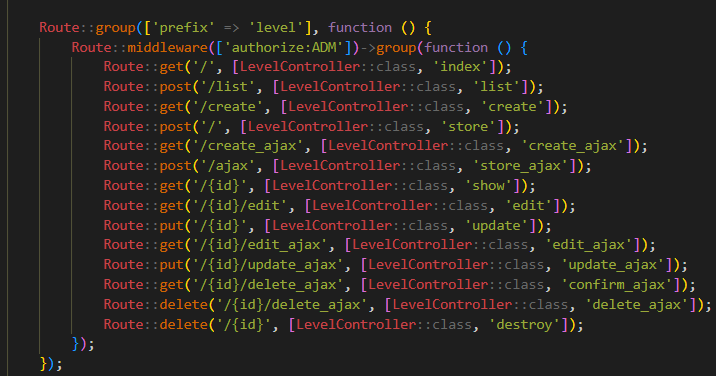 Route::group(['prefix' => 'level'], function () {
Route::middleware(['authorize:ADM'])->group(function () {
Route::get('/', [LevelController::class, 'index']);
Route::post('/list', [LevelController::class, 'list']);
Route::get('/create', [LevelController::class, 'create']);
Route::post('/', [LevelController::class, 'store']);
Route::get('/create_ajax', [LevelController::class, 'create_ajax']);
Route::post('/ajax', [LevelController::class, 'store_ajax']);
Route::get('/{id}', [LevelController::class, 'show']);
Route::get('/{id}/edit', [LevelController::class, 'edit']);
Route::put('/{id}', [LevelController::class, 'update']);
Route::get('/{id}/edit_ajax', [LevelController::class, 'edit_ajax']);
Route::put('/{id}/update_ajax', [LevelController::class, 'update_ajax']);
Route::get('/{id}/delete_ajax', [LevelController::class, 'confirm_ajax']);
Route::delete('/{id}/delete_ajax', [LevelController::class, 'delete_ajax']);
Route::delete('/{id}', [LevelController::class, 'destroy']);
});
});